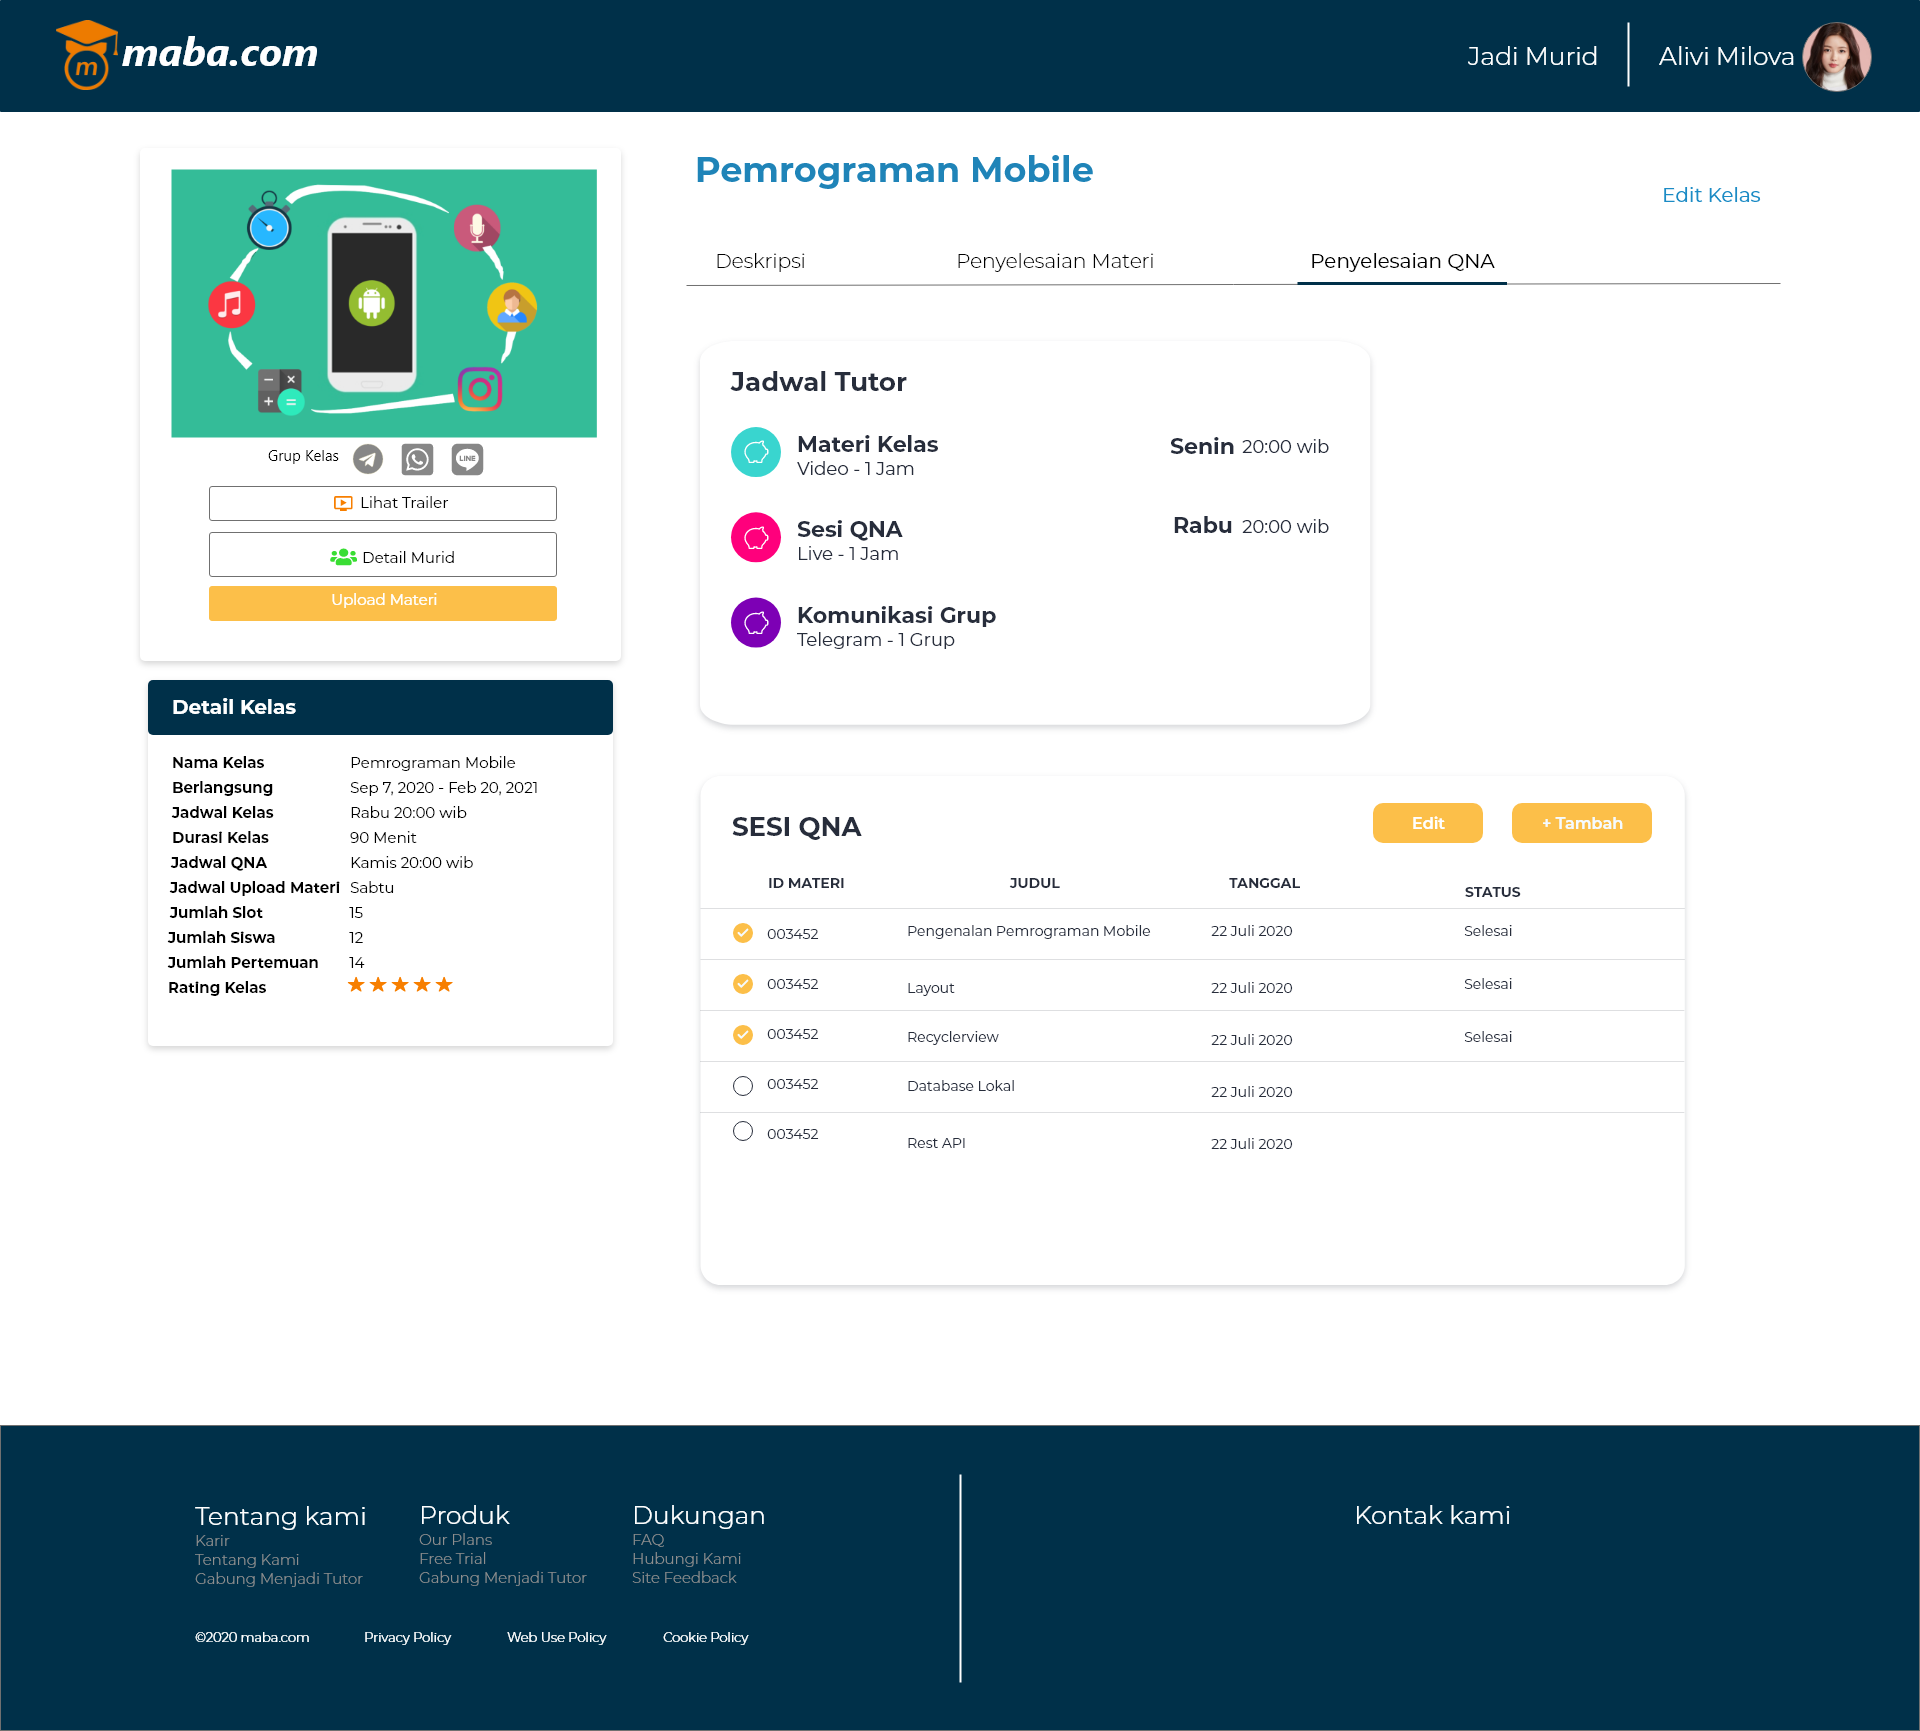 m maba.com
Jadi Murid
Alivi Milova
Grup Kelas
LINE
Lihat Trailer
Detail Murid
Upload Materi
Detail Kelas
Nama Kelas Pemrograman Mobile
Berlangsung Sep 7, 2020 - Feb 20, 2021
Jadwal Kelas Rabu 20:00 wib
Durasi Kelas 90 Menit
Jadwal QNA Kamis 20:00 wib
Jadwal Upload Materi Sabtu
Jumlah Slot 15
Jumlah Siswa 12
Jumlah Pertemuan 14
Rating Kelas
Pemrograman Mobile
Edit Kelas
Deskripsi Penyelesaian Materi Penyelesaian QNA
Jadwal Tutor
Materi Kelas Senin 20:00 wib
Video - 1 Jam
Sesi QNA Rabu 20:00 wib
Live - 1 Jam
Komunikasi Grup
Telegram - 1 Grup
SESI QNA
Edit
+ Tambah
ID MATERI JUDUL TANGGAL STATUS
003452 Pengenalan Pemrograman Mobile 22 Juli 2020 Selesai
003452 Layout 22 Juli 2020 Selesai
003452 Recyclerview 22 Juli 2020 Selesai
003452 Database Lokal 22 Juli 2020
003452 Rest API 22 Juli 2020
Tentang kami
Karir
Tentang Kami
Gabung Menjadi Tutor
Produk
Our Plans
Free Trial
Gabung Menjadi Tutor
Dukungan
FAQ
Hubungi Kami
Site Feedback
Kontak kami
©2020 maba.com Privacy Policy Web Use Policy Cookie Policy